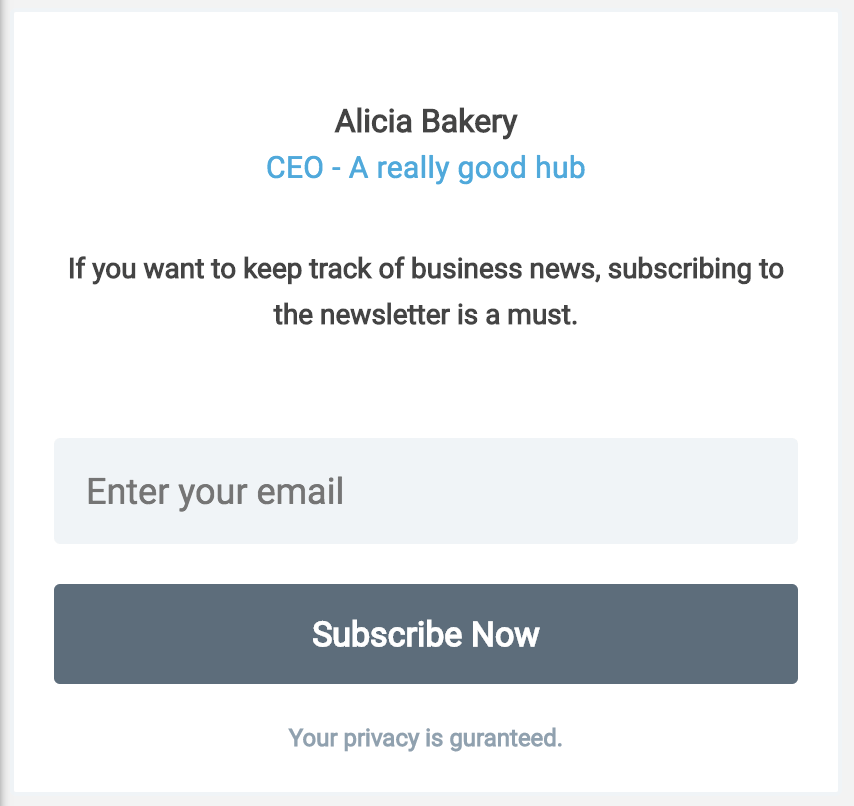 Alicia Bakery
CEO - A really good hub
If you want to keep track of business news, subscribing to
the newsletter is a must.
Enter your email
Subscribe Now
Your privacy is guranteed.